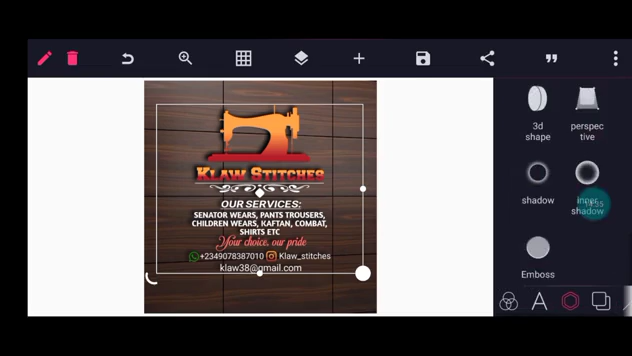 3d
shape
perspec
tive
shadow
inner
shadow
Emboss
KLAW STITCHES
OUR SERVICES:
SENATOR WEARS, PANTS TROUSERS,
CHILDREN WEARS, KAFTAN, COMBAT,
SHIRTS ETC
Your choice, our pride
+2349078387010 Klaw_stitches
klaw38@gmail.com